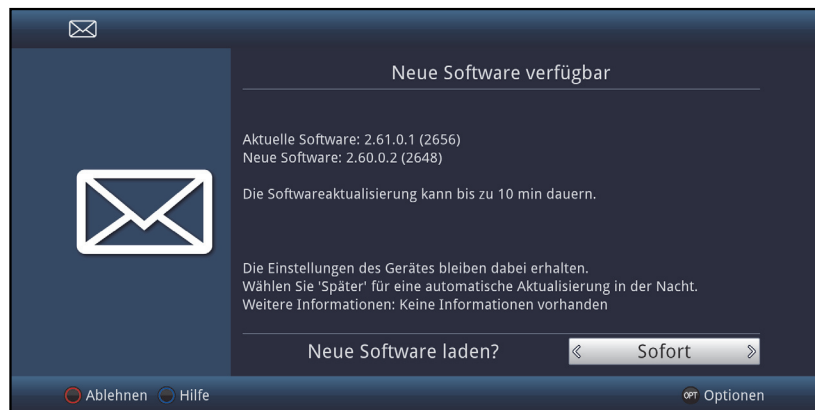 Neue Software verfügbar
Aktuelle Software: 2.61.0.1 (2656)
Neue Software: 2.60.0.2 (2648)
Die Softwareaktualisierung kann bis zu 10 min dauern.
Die Einstellungen des Gerätes bleiben dabei erhalten.
Wählen Sie 'Später' für eine automatische Aktualisierung in der Nacht.
Weitere Informationen: Keine Informationen vorhanden
Neue Software laden? « Sofort »
Ablehnen Hilfe OPT Optionen